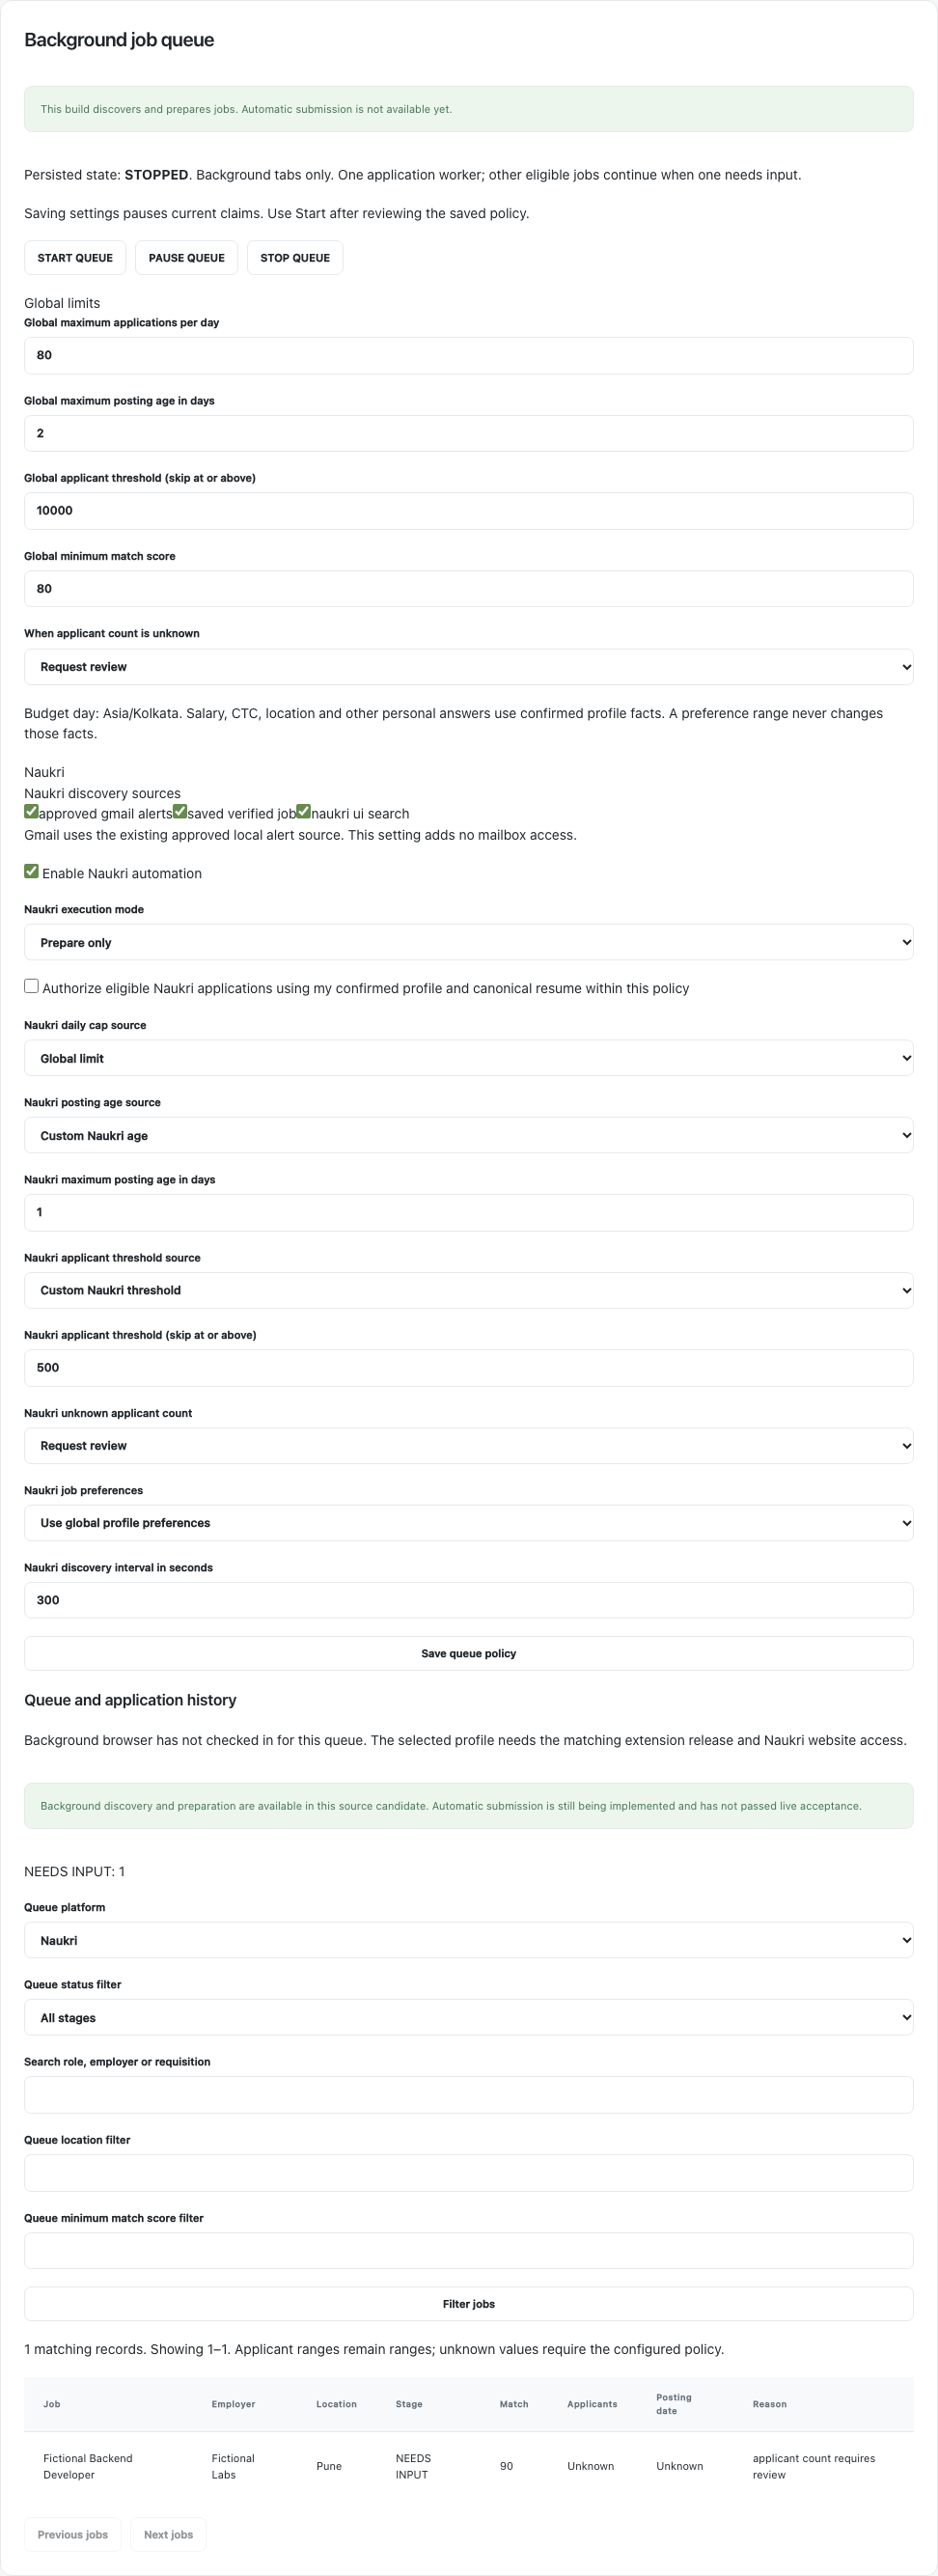 Background job queue
This build discovers and prepares jobs. Automatic submission is not available yet.
Persisted state: STOPPED. Background tabs only. One application worker; other eligible jobs continue when one needs input.
Saving settings pauses current claims. Use Start after reviewing the saved policy.
START QUEUE PAUSE QUEUE STOP QUEUE
Global limits
Global maximum applications per day
80
Global maximum posting age in days
2
Global applicant threshold (skip at or above)
10000
Global minimum match score
80
When applicant count is unknown
Request review
Budget day: Asia/Kolkata. Salary, CTC, location and other personal answers use confirmed profile facts. A preference range never changes
those facts.
Naukri
Naukri discovery sources
approved gmail alerts saved verified job naukri ui search
Gmail uses the existing approved local alert source. This setting adds no mailbox access.
Enable Naukri automation
Naukri execution mode
Prepare only
Authorize eligible Naukri applications using my confirmed profile and canonical resume within this policy
Naukri daily cap source
Global limit
Naukri posting age source
Custom Naukri age
Naukri maximum posting age in days
1
Naukri applicant threshold source
Custom Naukri threshold
Naukri applicant threshold (skip at or above)
500
Naukri unknown applicant count
Request review
Naukri job preferences
Use global profile preferences
Naukri discovery interval in seconds
300
Save queue policy
Queue and application history
Background browser has not checked in for this queue. The selected profile needs the matching extension release and Naukri website access.
Background discovery and preparation are available in this source candidate. Automatic submission is still being implemented and has not passed live acceptance.
NEEDS INPUT: 1
Queue platform
Naukri
Queue status filter
All stages
Search role, employer or requisition
Queue location filter
Queue minimum match score filter
Filter jobs
1 matching records. Showing 1–1. Applicant ranges remain ranges; unknown values require the configured policy.
Job Employer Location Stage Match Applicants Posting date Reason
Fictional Backend Developer Fictional Labs Pune NEEDS INPUT 90 Unknown Unknown applicant count requires review
Previous jobs Next jobs